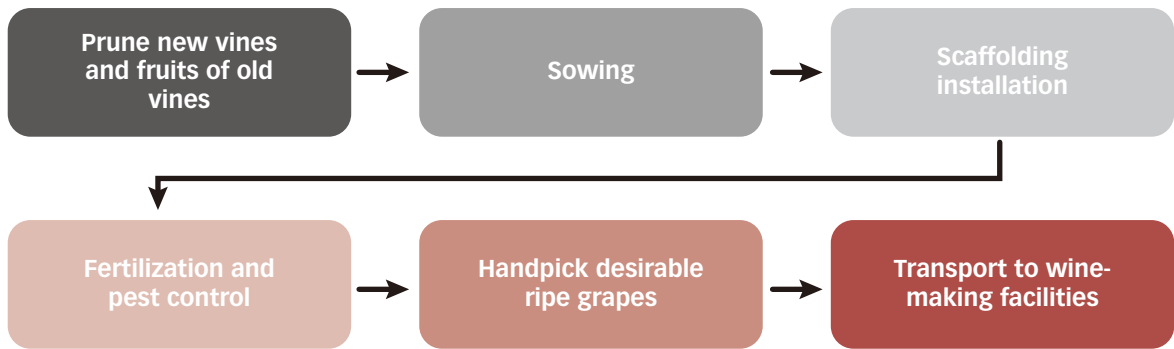 Prune new vines
and fruits of old
vines
Sowing
Scaffolding
installation
Fertilization and
pest control
Handpick desirable
ripe grapes
Transport to wine-
making facilities